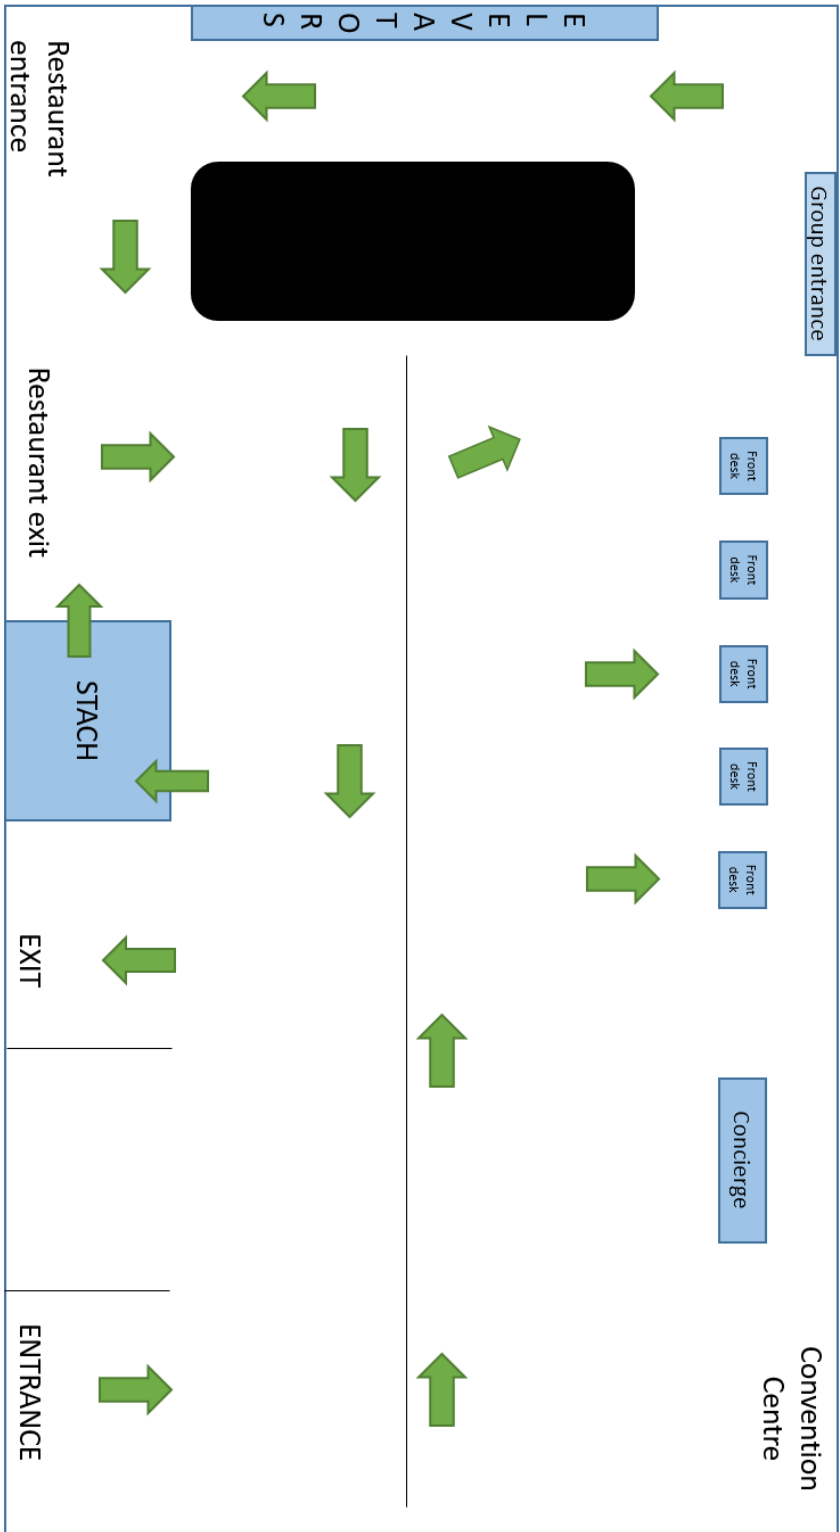 Group entrance
Convention
Centre
Front
desk
Front
desk
Front
desk
Front
desk
Front
desk
Concierge
ELEVATORS
Restaurant
entrance
Restaurant exit
STACH
EXIT
ENTRANCE